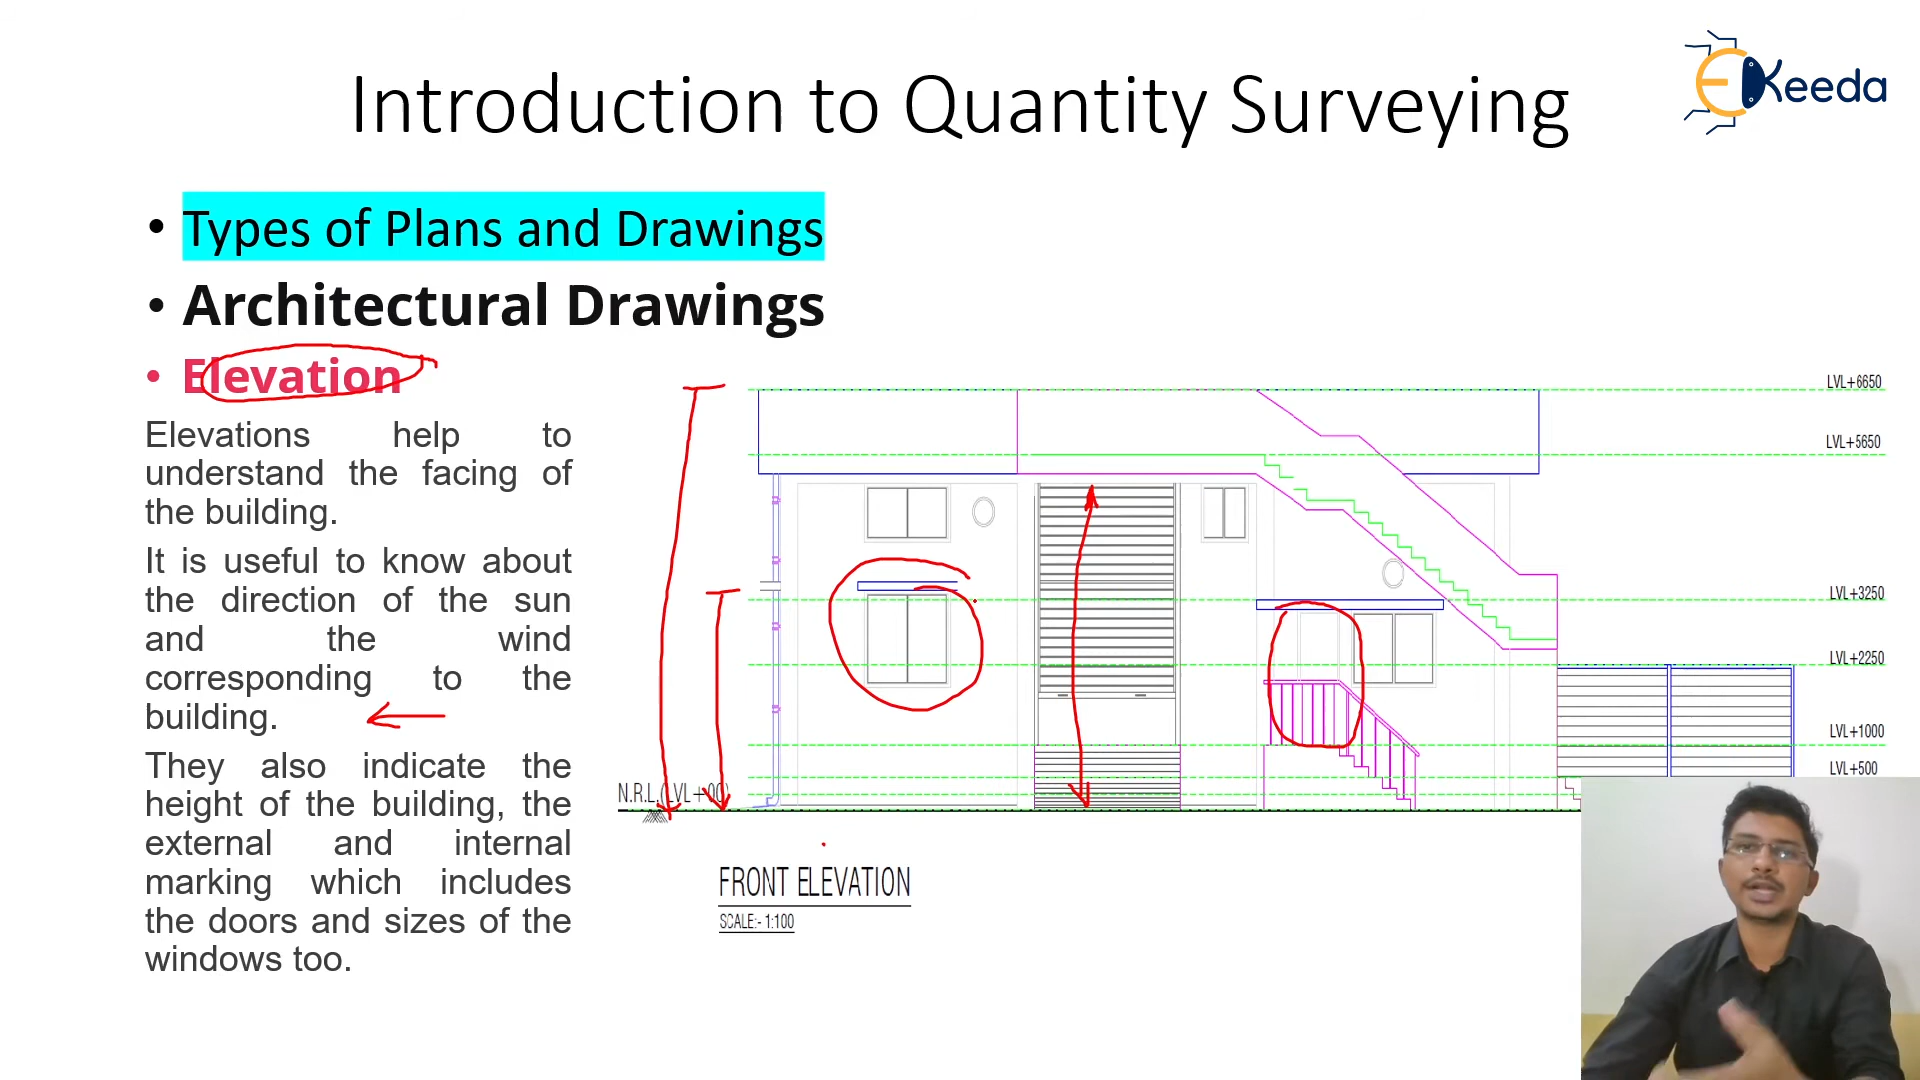 Introduction to Quantity Surveying
EKeeda
• Types of Plans and Drawings
• Architectural Drawings
• Elevation
Elevations help to
understand the facing of
the building.
It is useful to know about
the direction of the sun
and the wind
corresponding to the
building.
They also indicate the
height of the building, the
external and internal
marking which includes
the doors and sizes of the
windows too.
LVL+6650
LVL+5650
LVL+3250
LVL+2250
LVL+1000
LVL+500
N.R.L.(LVL+00)
FRONT ELEVATION
SCALE:- 1:100